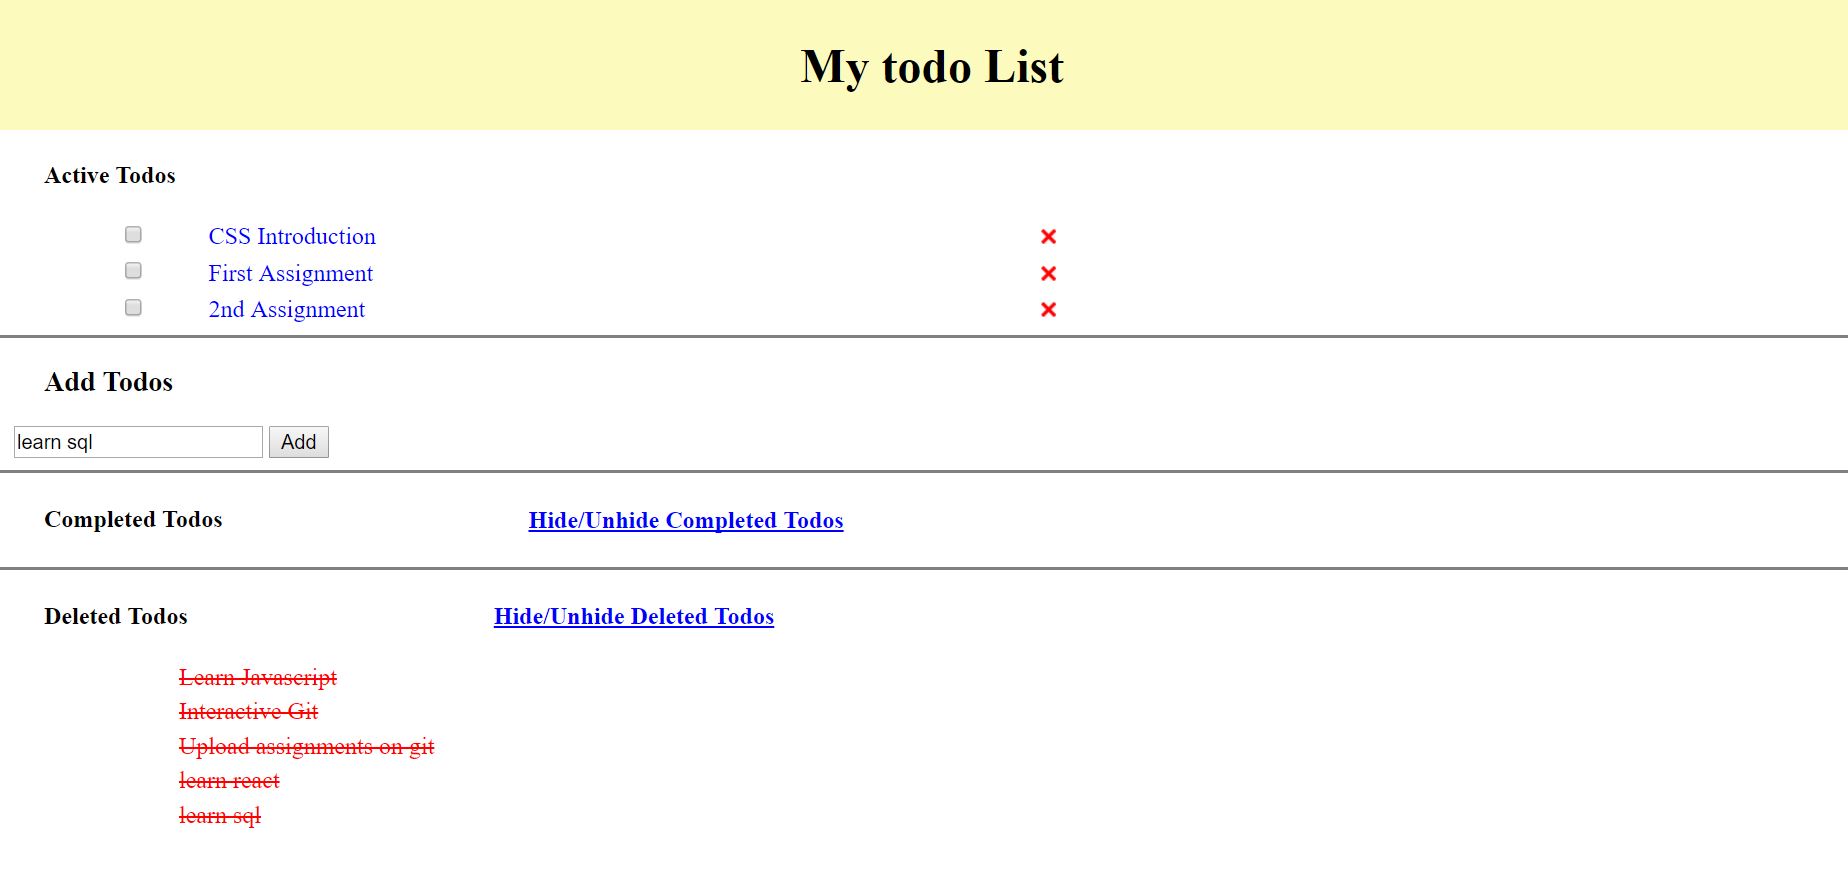 My todo List
Active Todos
CSS Introduction
First Assignment
2nd Assignment
Add Todos
learn sql Add
Completed Todos Hide/Unhide Completed Todos
Deleted Todos Hide/Unhide Deleted Todos
Learn Javascript
Interactive Git
Upload assignments on git
learn react
learn sql